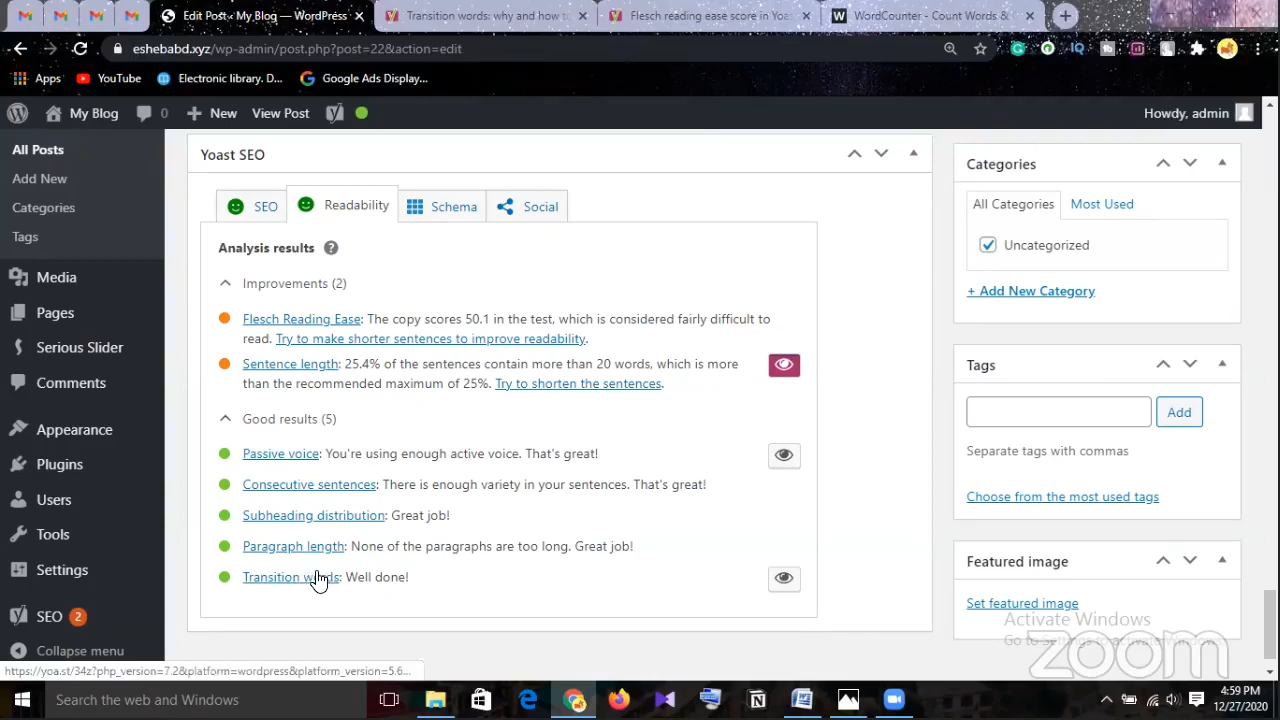 Edit Post ‹ My Blog — WordPress
Transition words: why and how to
Flesch reading ease score in Yoas
WordCounter - Count Words &
eshebabd.xyz/wp-admin/post.php?post=22&action=edit
Apps
YouTube
Electronic library. D...
Google Ads Display...
My Blog
0
New
View Post
Howdy, admin
All Posts
Add New
Categories
Tags
Media
Pages
Serious Slider
Comments
Appearance
Plugins
Users
Tools
Settings
SEO 2
Collapse menu
Yoast SEO
SEO
Readability
Schema
Social
Analysis results
Improvements (2)
Flesch Reading Ease: The copy scores 50.1 in the test, which is considered fairly difficult to
read. Try to make shorter sentences to improve readability.
Sentence length: 25.4% of the sentences contain more than 20 words, which is more
than the recommended maximum of 25%. Try to shorten the sentences.
Good results (5)
Passive voice: You're using enough active voice. That's great!
Consecutive sentences: There is enough variety in your sentences. That's great!
Subheading distribution: Great job!
Paragraph length: None of the paragraphs are too long. Great job!
Transition words: Well done!
Categories
All Categories
Most Used
Uncategorized
+ Add New Category
Tags
Add
Separate tags with commas
Choose from the most used tags
Featured image
Set featured image
Activate Windows
Go to Settings to activate
zoom
https://yoa.st/34z?php_version=7.2&platform=wordpress&platform_version=5.6...
Search the web and Windows
4:59 PM
12/27/2020